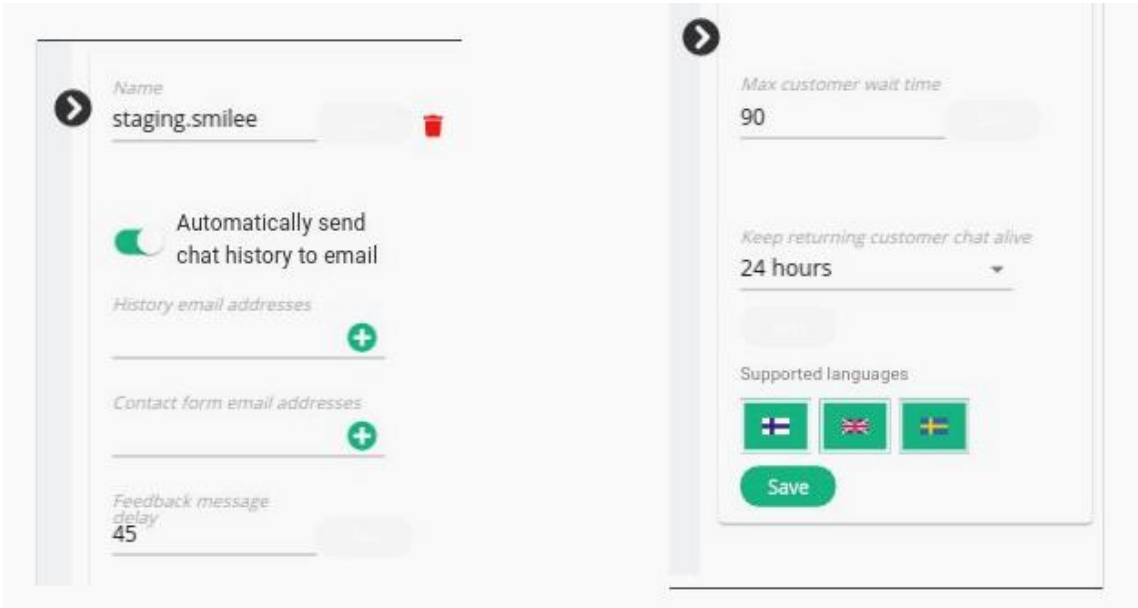 Name
staging.smilee
Automatically send
chat history to email
History email addresses
Contact form email addresses
Feedback message
delay
45
Max customer wait time
90
Keep returning customer chat alive
24 hours
Supported languages
Save